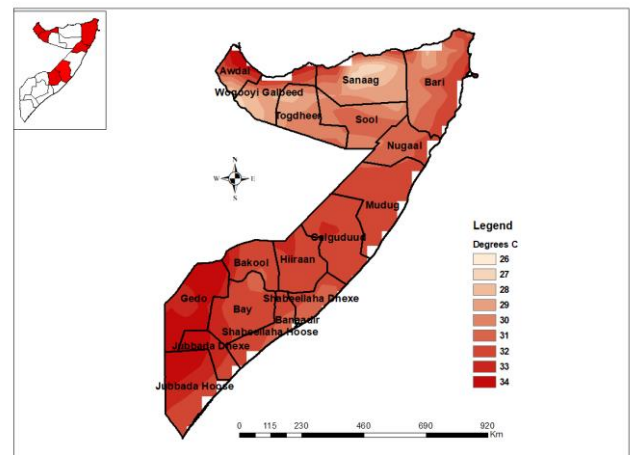 Awdal
Woqooyi Galbeed
Sanaag
Bari
Togdheer
Sool
Nugaal
N
W E
S
Mudug
Galguduud
Bakool
Hiiraan
Gedo
Bay
Shabeellaha Dhexe
Banaadir
Shabeellaha Hoose
Jubbada Dhexe
Jubbada Hoose
Legend
Degrees C
26
27
28
29
30
31
32
33
34
0 115 230 460 690 920
Km